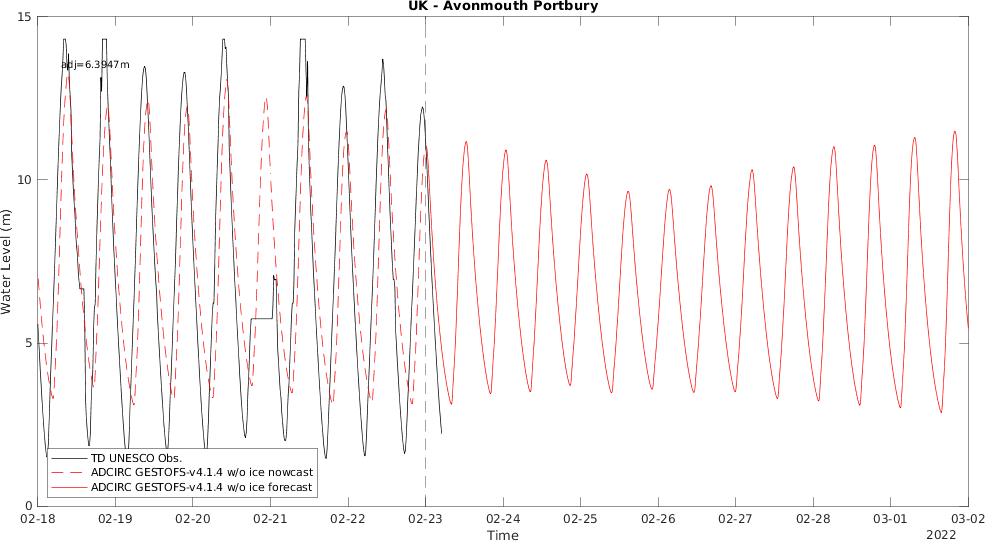 UK - Avonmouth Portbury
15
adj=6.3947m
10
Water Level (m)
5
TD UNESCO Obs.
ADCIRC GESTOFS-v4.1.4 w/o ice nowcast
ADCIRC GESTOFS-v4.1.4 w/o ice forecast
0
02-18 02-19 02-20 02-21 02-22 02-23 02-24 02-25 02-26 02-27 02-28 03-01 03-02
Time
2022